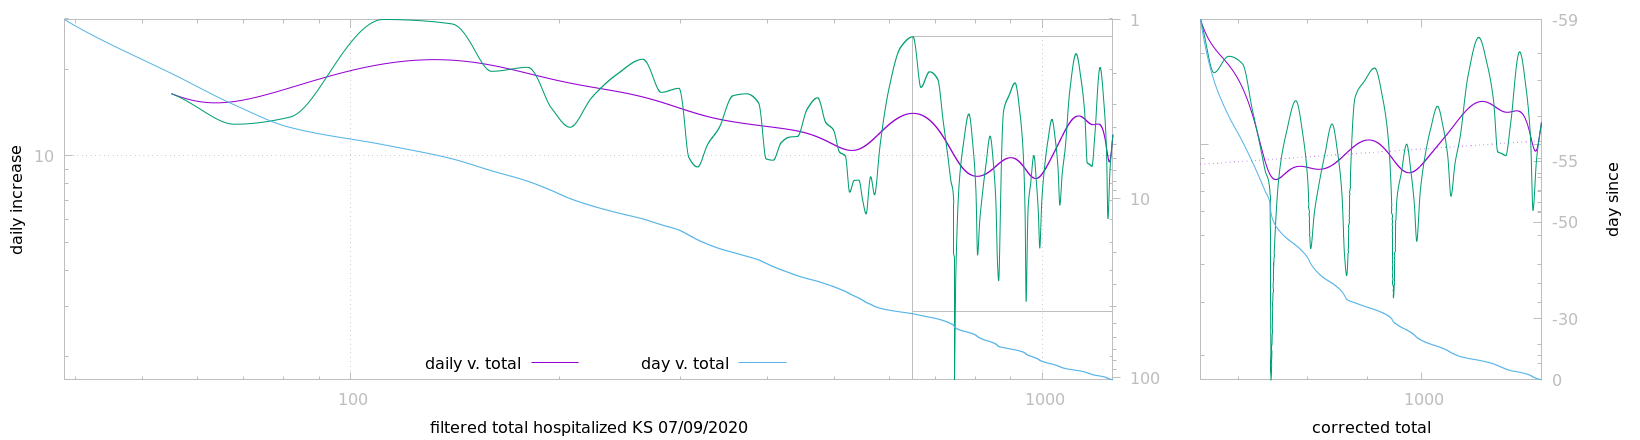 1
-59
10
-55
daily increase
10
-50
day since
-30
daily v. total
day v. total
100
0
100
1000
1000
filtered total hospitalized KS 07/09/2020
corrected total